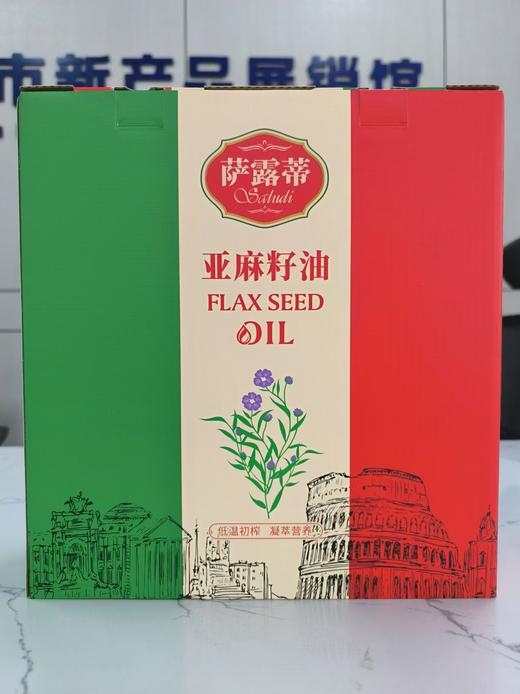 市新产品展销馆
萨露蒂
Saludi
亚麻籽油
FLAX SEED
OIL
低温初榨 凝萃营养